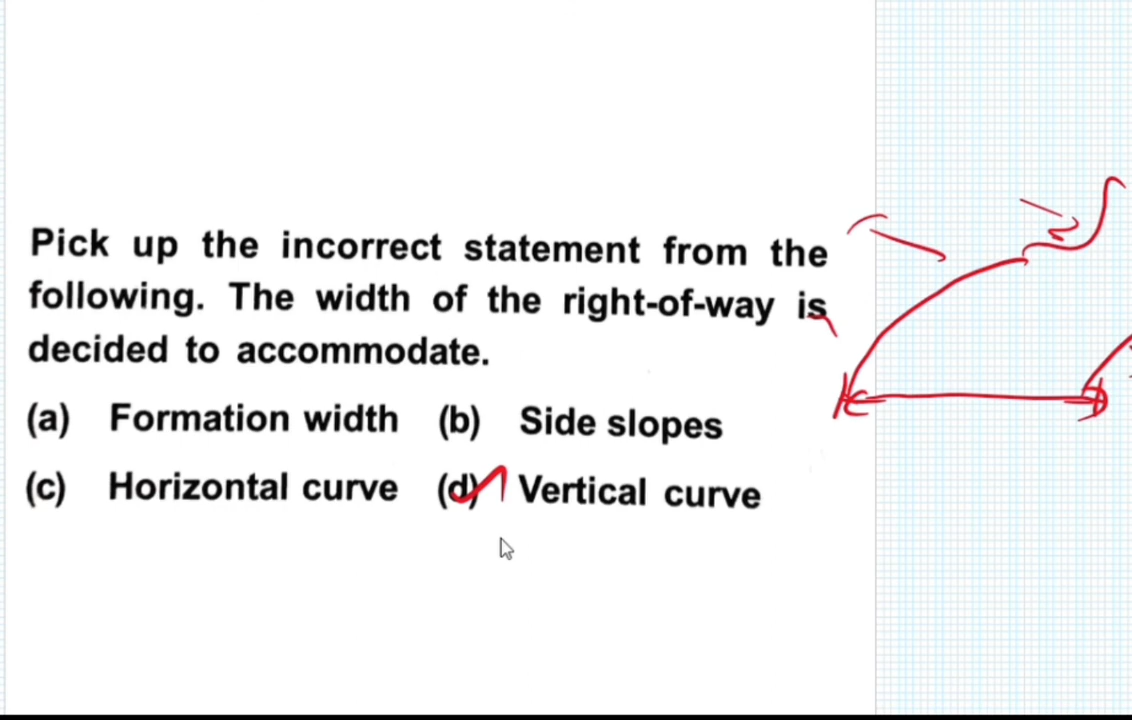 Pick up the incorrect statement from the
following. The width of the right-of-way is
decided to accommodate.
(a) Formation width (b) Side slopes
(c) Horizontal curve (d) Vertical curve